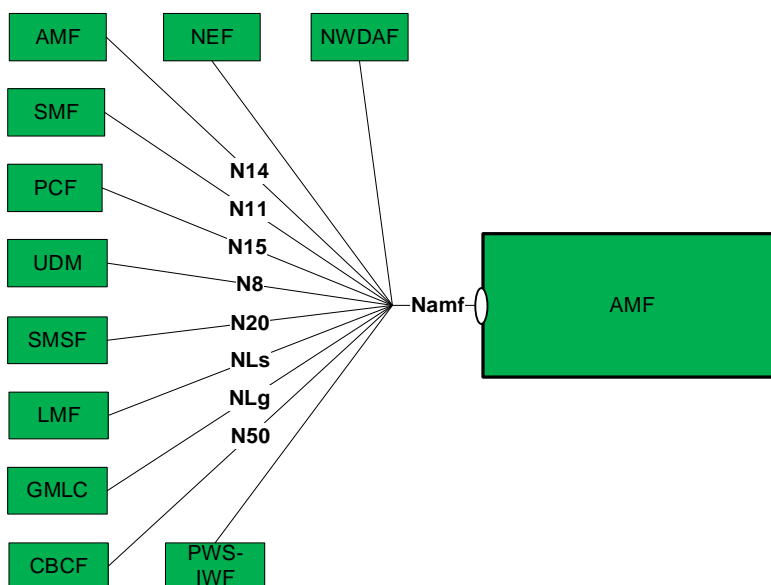 AMF
NEF
NWDAF
SMF
PCF
UDM
SMSF
LMF
GMLC
CBCF
PWS-
IWF
N14
N11
N15
N8
N20
NLs
NLg
N50
Namf
AMF